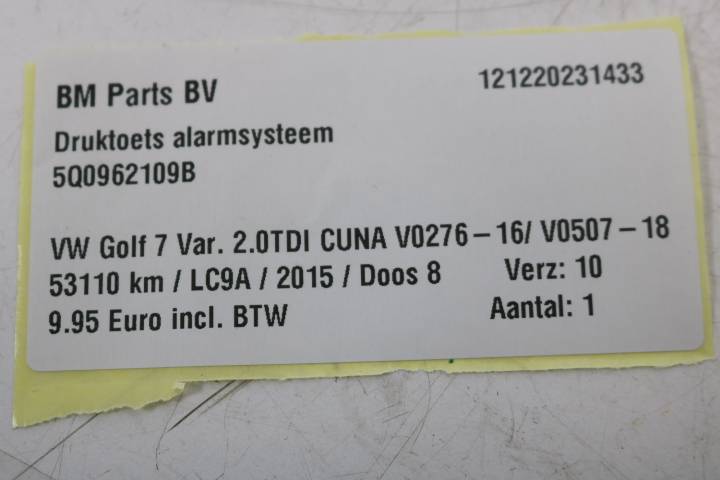 BM Parts BV 121220231433
Druktoets alarmsysteem
5Q0962109B
VW Golf 7 Var. 2.0TDI CUNA V0276-16/ V0507-18
53110 km / LC9A / 2015 / Doos 8 Verz: 10
9.95 Euro incl. BTW Aantal: 1